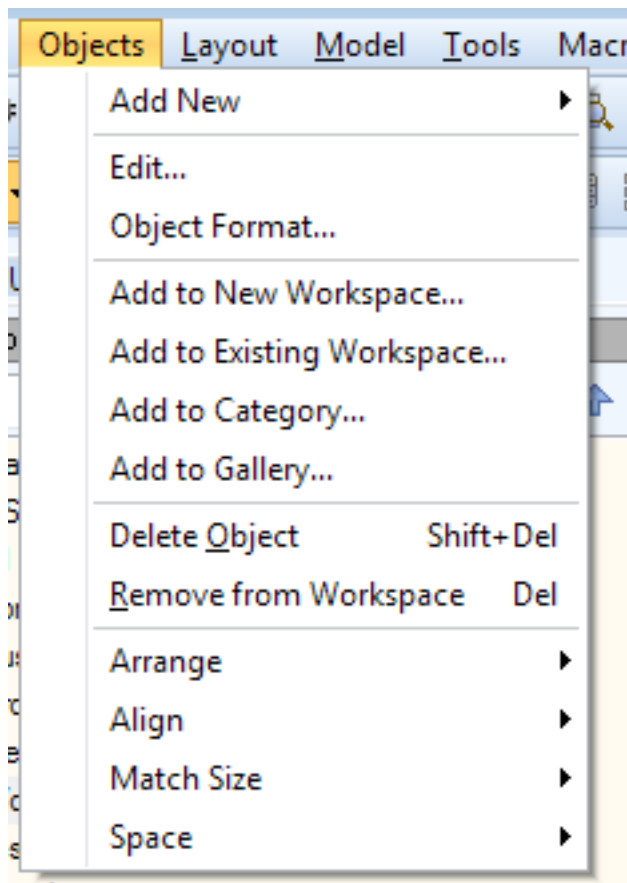 Objects Layout Model Tools Macr
Add New
Edit...
Object Format...
Add to New Workspace...
Add to Existing Workspace...
Add to Category...
Add to Gallery...
Delete Object Shift+Del
Remove from Workspace Del
Arrange
Align
Match Size
Space